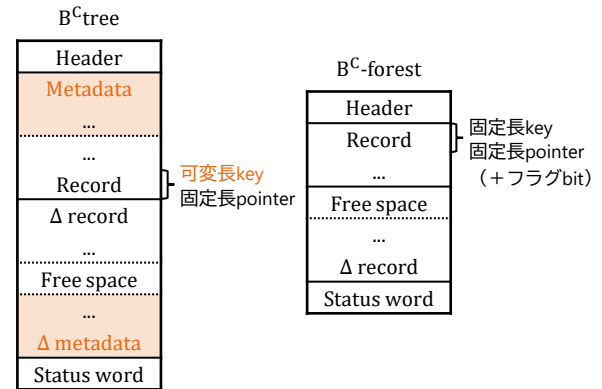 B^C tree
Header
Metadata
...
...
Record
Δ record
...
Free space
...
Δ metadata
Status word
可変長key
固定長pointer
B^C-forest
Header
Record
...
Free space
...
Δ record
Status word
固定長key
固定長pointer
（＋フラグbit）